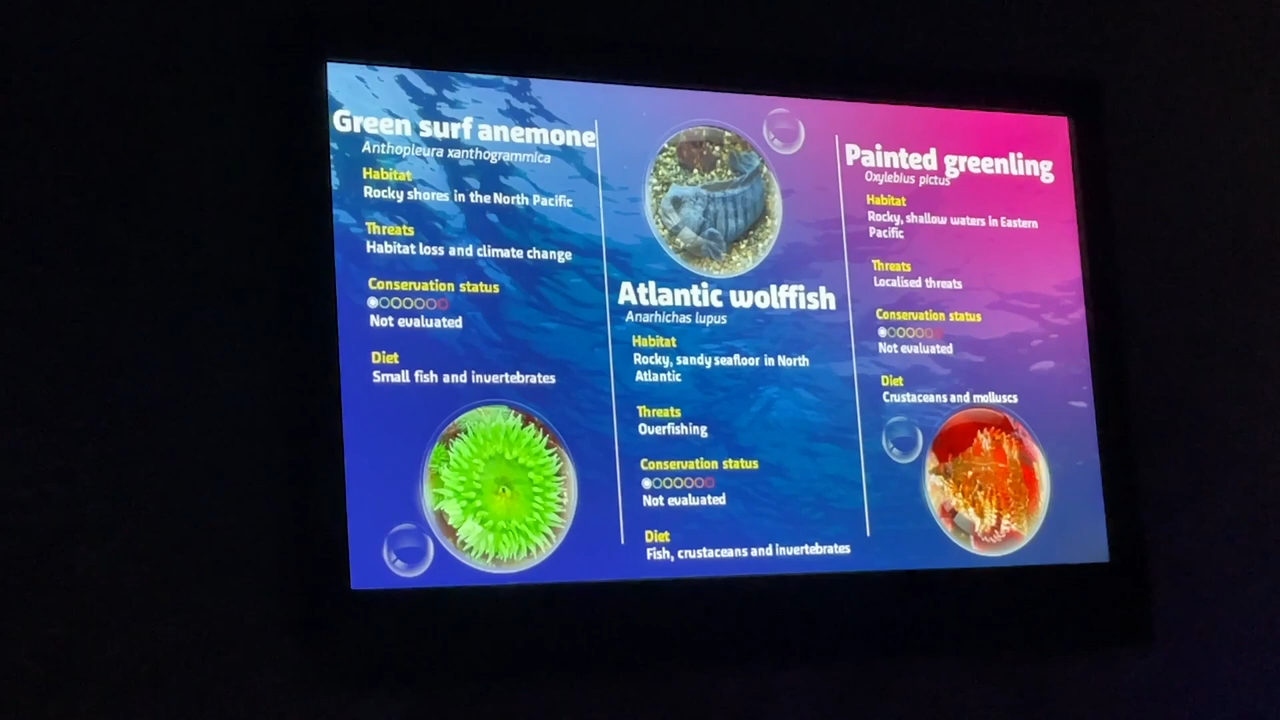 Green surf anemone
Anthopleura xanthogrammica
Habitat
Rocky shores in the North Pacific
Threats
Habitat loss and climate change
Conservation status
Not evaluated
Diet
Small fish and invertebrates
Atlantic wolffish
Anarhichas lupus
Habitat
Rocky, sandy seafloor in North
Atlantic
Threats
Overfishing
Conservation status
Not evaluated
Diet
Fish, crustaceans and invertebrates
Painted greenling
Oxylebius pictus
Habitat
Rocky, shallow waters in Eastern
Pacific
Threats
Localised threats
Conservation status
Not evaluated
Diet
Crustaceans and molluscs